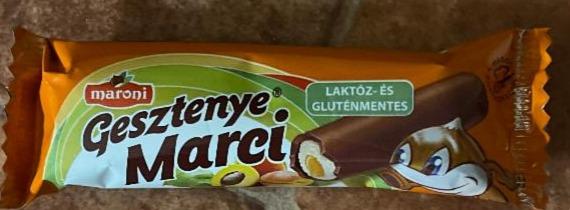 maroni
Gesztenye®
Marci
LAKTÓZ- ÉS
GLUTÉNMENTES